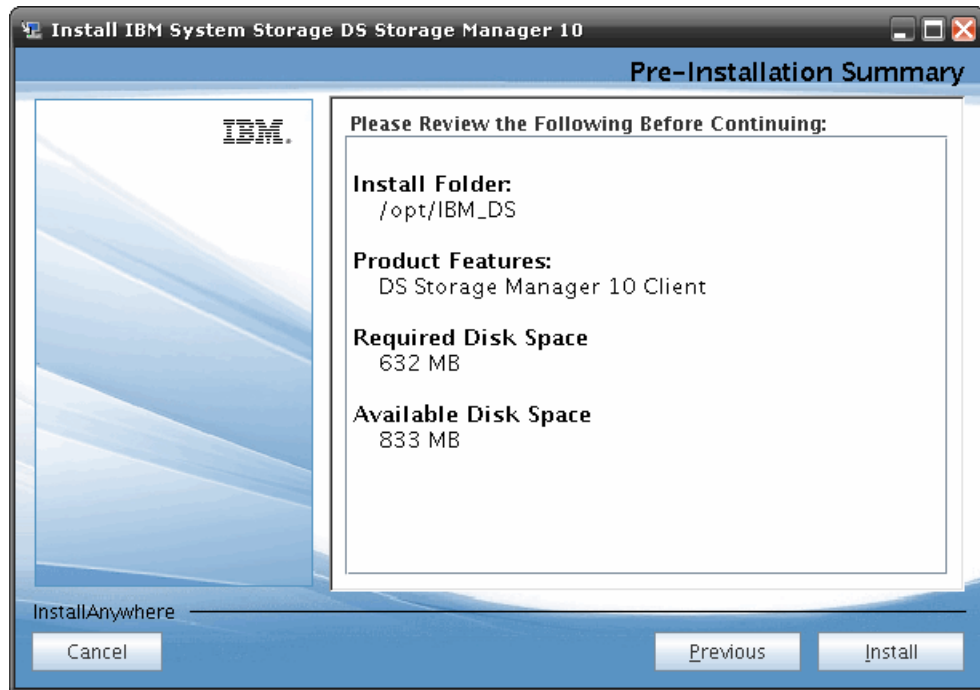 Install IBM System Storage DS Storage Manager 10
Pre-Installation Summary
IBM.
Please Review the Following Before Continuing:
Install Folder:
/opt/IBM_DS
Product Features:
DS Storage Manager 10 Client
Required Disk Space
632 MB
Available Disk Space
833 MB
InstallAnywhere
Cancel
Previous
Install